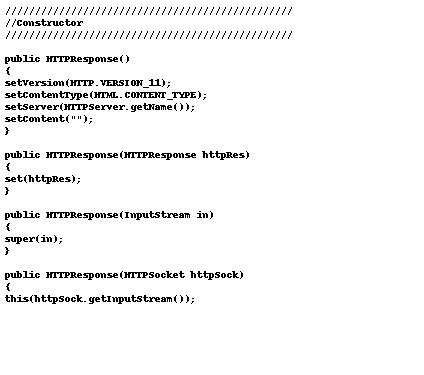 /////////////////////////////////////////////////
//Constructor
/////////////////////////////////////////////////
public HTTPResponse()
{
setVersion(HTTP.VERSION_11);
setContentType(HTML.CONTENT_TYPE);
setServer(HTTPServer.getName());
setContent("");
}
public HTTPResponse(HTTPResponse httpRes)
{
set(httpRes);
}
public HTTPResponse(InputStream in)
{
super(in);
}
public HTTPResponse(HTTPSocket httpSock)
{
this(httpSock.getInputStream());